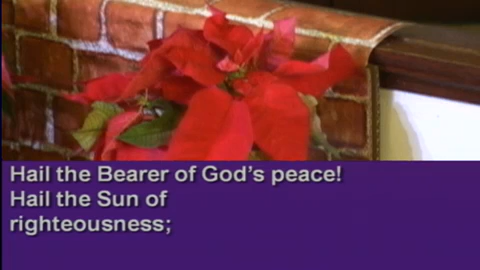 Hail the Bearer of God's peace!
Hail the Sun of
righteousness;